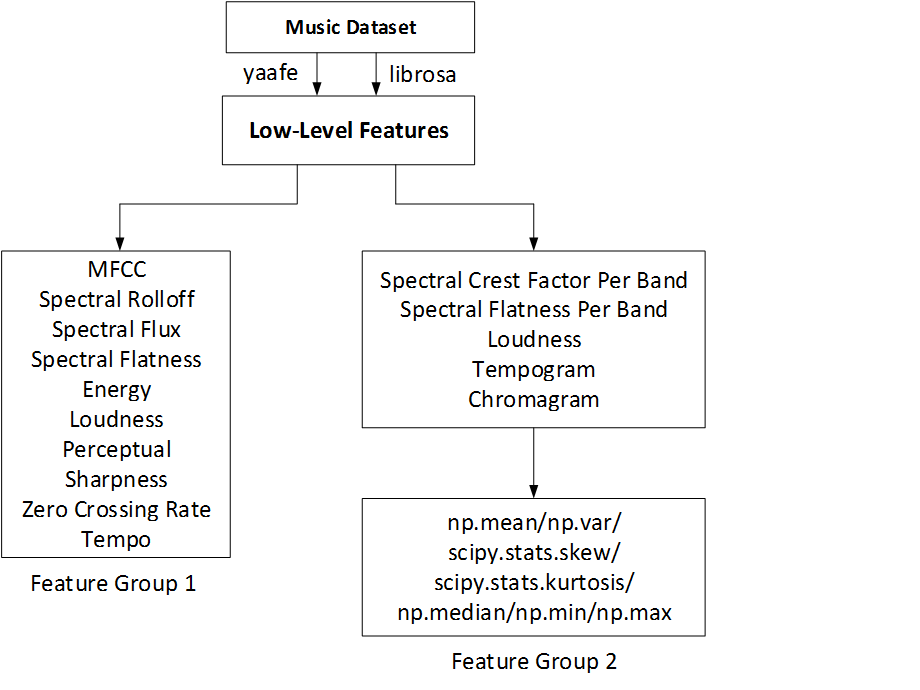 Music Dataset
yaafe
librosa
Low-Level Features
MFCC
Spectral Rolloff
Spectral Flux
Spectral Flatness
Energy
Loudness
Perceptual
Sharpness
Zero Crossing Rate
Tempo
Feature Group 1
Spectral Crest Factor Per Band
Spectral Flatness Per Band
Loudness
Tempogram
Chromagram
np.mean/np.var/
scipy.stats.skew/
scipy.stats.kurtosis/
np.median/np.min/np.max
Feature Group 2